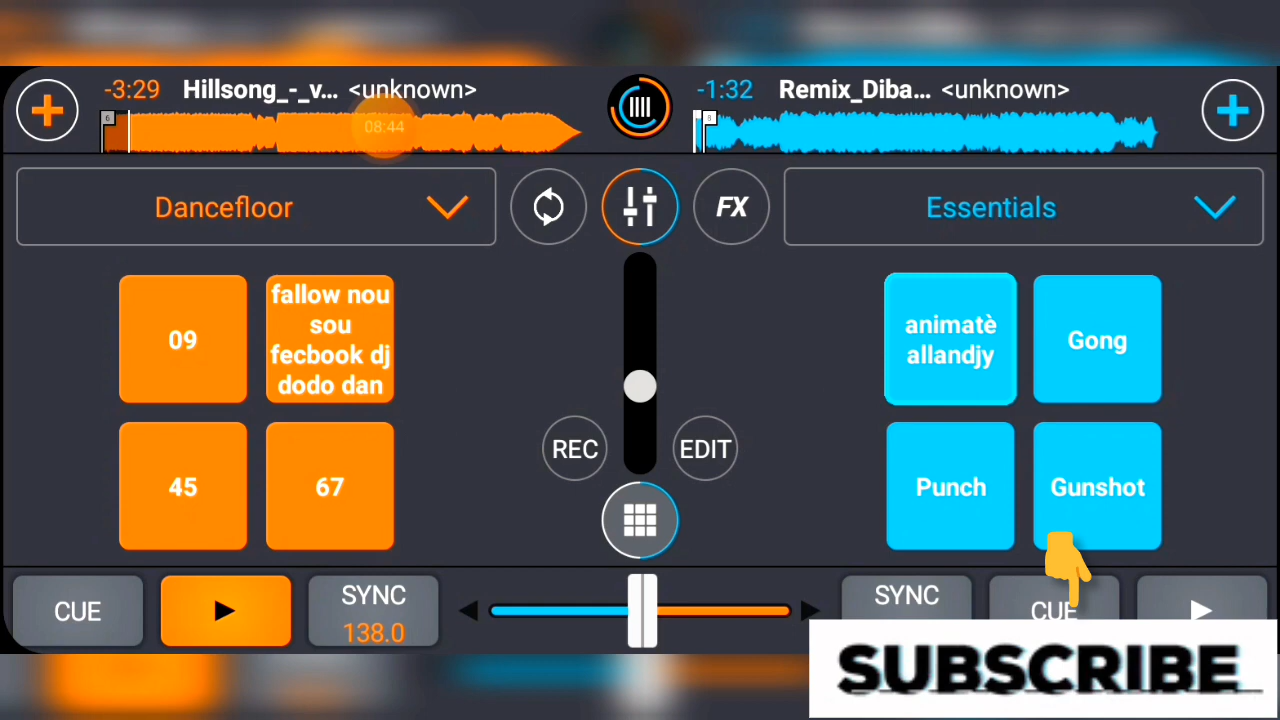 -3:29 Hillsong_-_v... <unknown>
08:44
6
-1:32 Remix_Diba... <unknown>
8
Dancefloor
FX
Essentials
09
fallow nou
sou
fecbook dj
dodo dan
45
67
animatè
allandjy
Gong
Punch
Gunshot
REC
EDIT
CUE
SYNC
138.0
SYNC
CUE
SUBSCRIBE